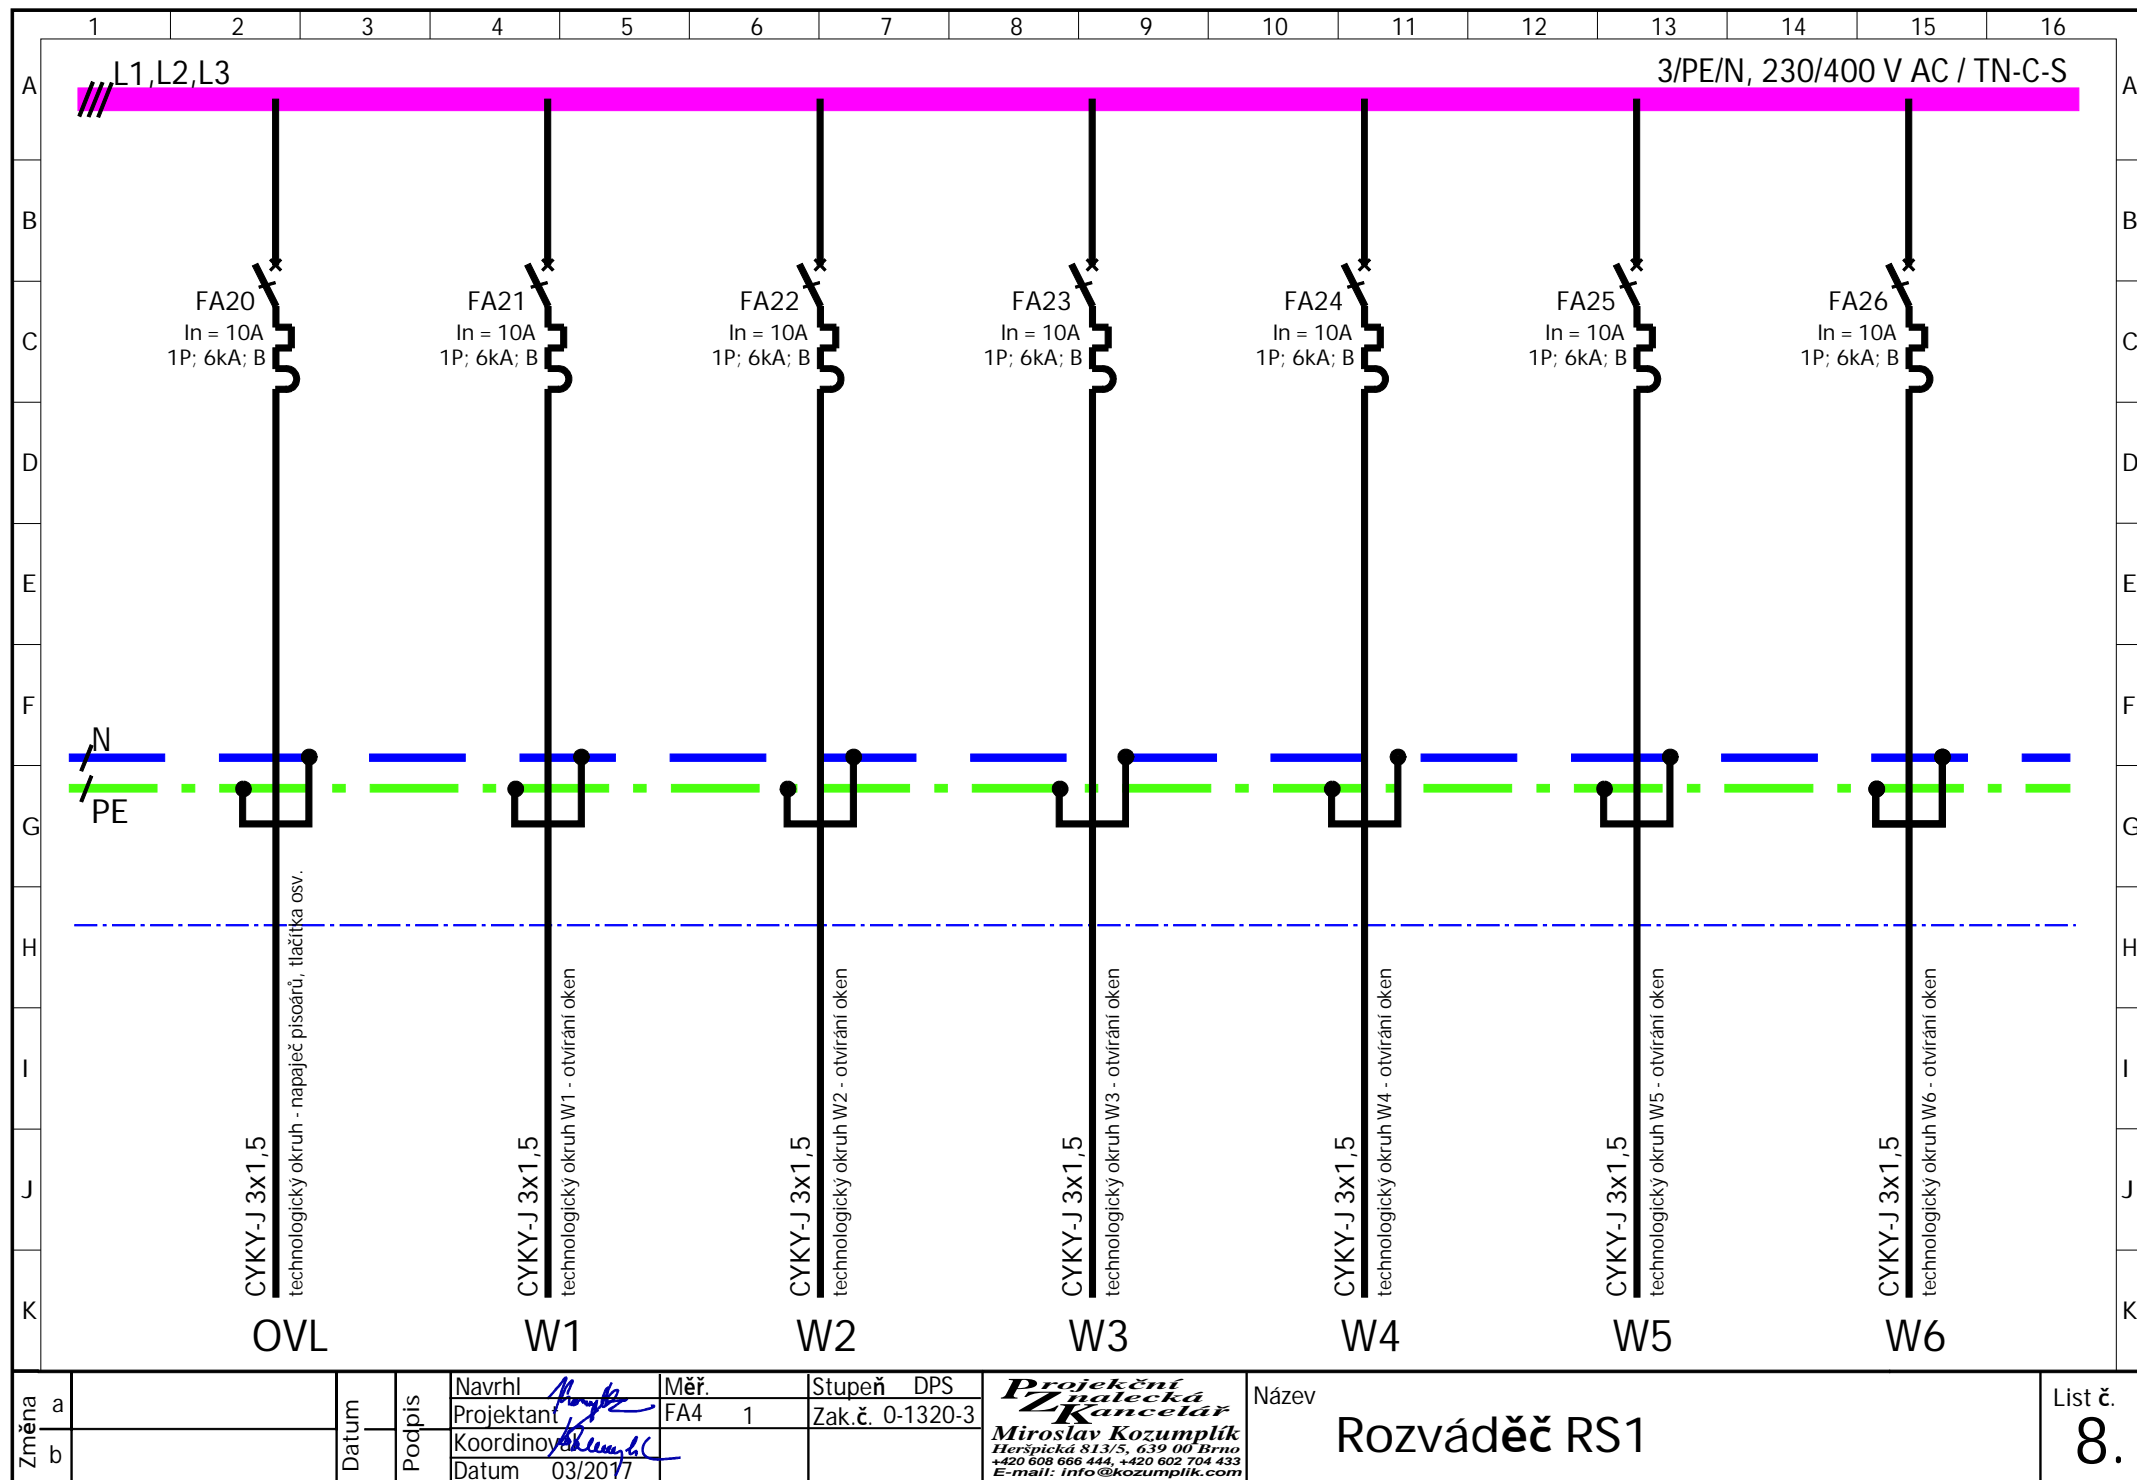 1 2 3 4 5 6 7 8 9 10 11 12 13 14 15 16
A L1,L2,L3 3/PE/N, 230/400 V AC / TN-C-S A
B B
FA20 FA21 FA22 FA23 FA24 FA25 FA26
In = 10A In = 10A In = 10A In = 10A In = 10A In = 10A In = 10A
C C
1P; 6kA; B 1P; 6kA; B 1P; 6kA; B 1P; 6kA; B 1P; 6kA; B 1P; 6kA; B 1P; 6kA; B
D D
E E
F F
N
PE
G G
H H
I I
J J
K K
CYKY-J 3x1,5
technologický okruh - napaječ pisoárů, tlačítka osv.
CYKY-J 3x1,5
technologický okruh W1 - otvírání oken
CYKY-J 3x1,5
technologický okruh W2 - otvírání oken
CYKY-J 3x1,5
technologický okruh W3 - otvírání oken
CYKY-J 3x1,5
technologický okruh W4 - otvírání oken
CYKY-J 3x1,5
technologický okruh W5 - otvírání oken
CYKY-J 3x1,5
technologický okruh W6 - otvírání oken
OVL W1 W2 W3 W4 W5 W6
Změna
a
b
Datum
Podpis
Navrhl
Projektant
Koordinoval
Datum 03/2017
Měř.
FA4 1
Stupeň DPS
Zak.č. 0-1320-3
Projekční
Znalecká
Kancelář
Miroslav Kozumplík
Heršpická 813/5, 639 00 Brno
+420 608 666 444, +420 602 704 433
E-mail: info@kozumplik.com
Název
Rozváděč RS1
List č.
8.